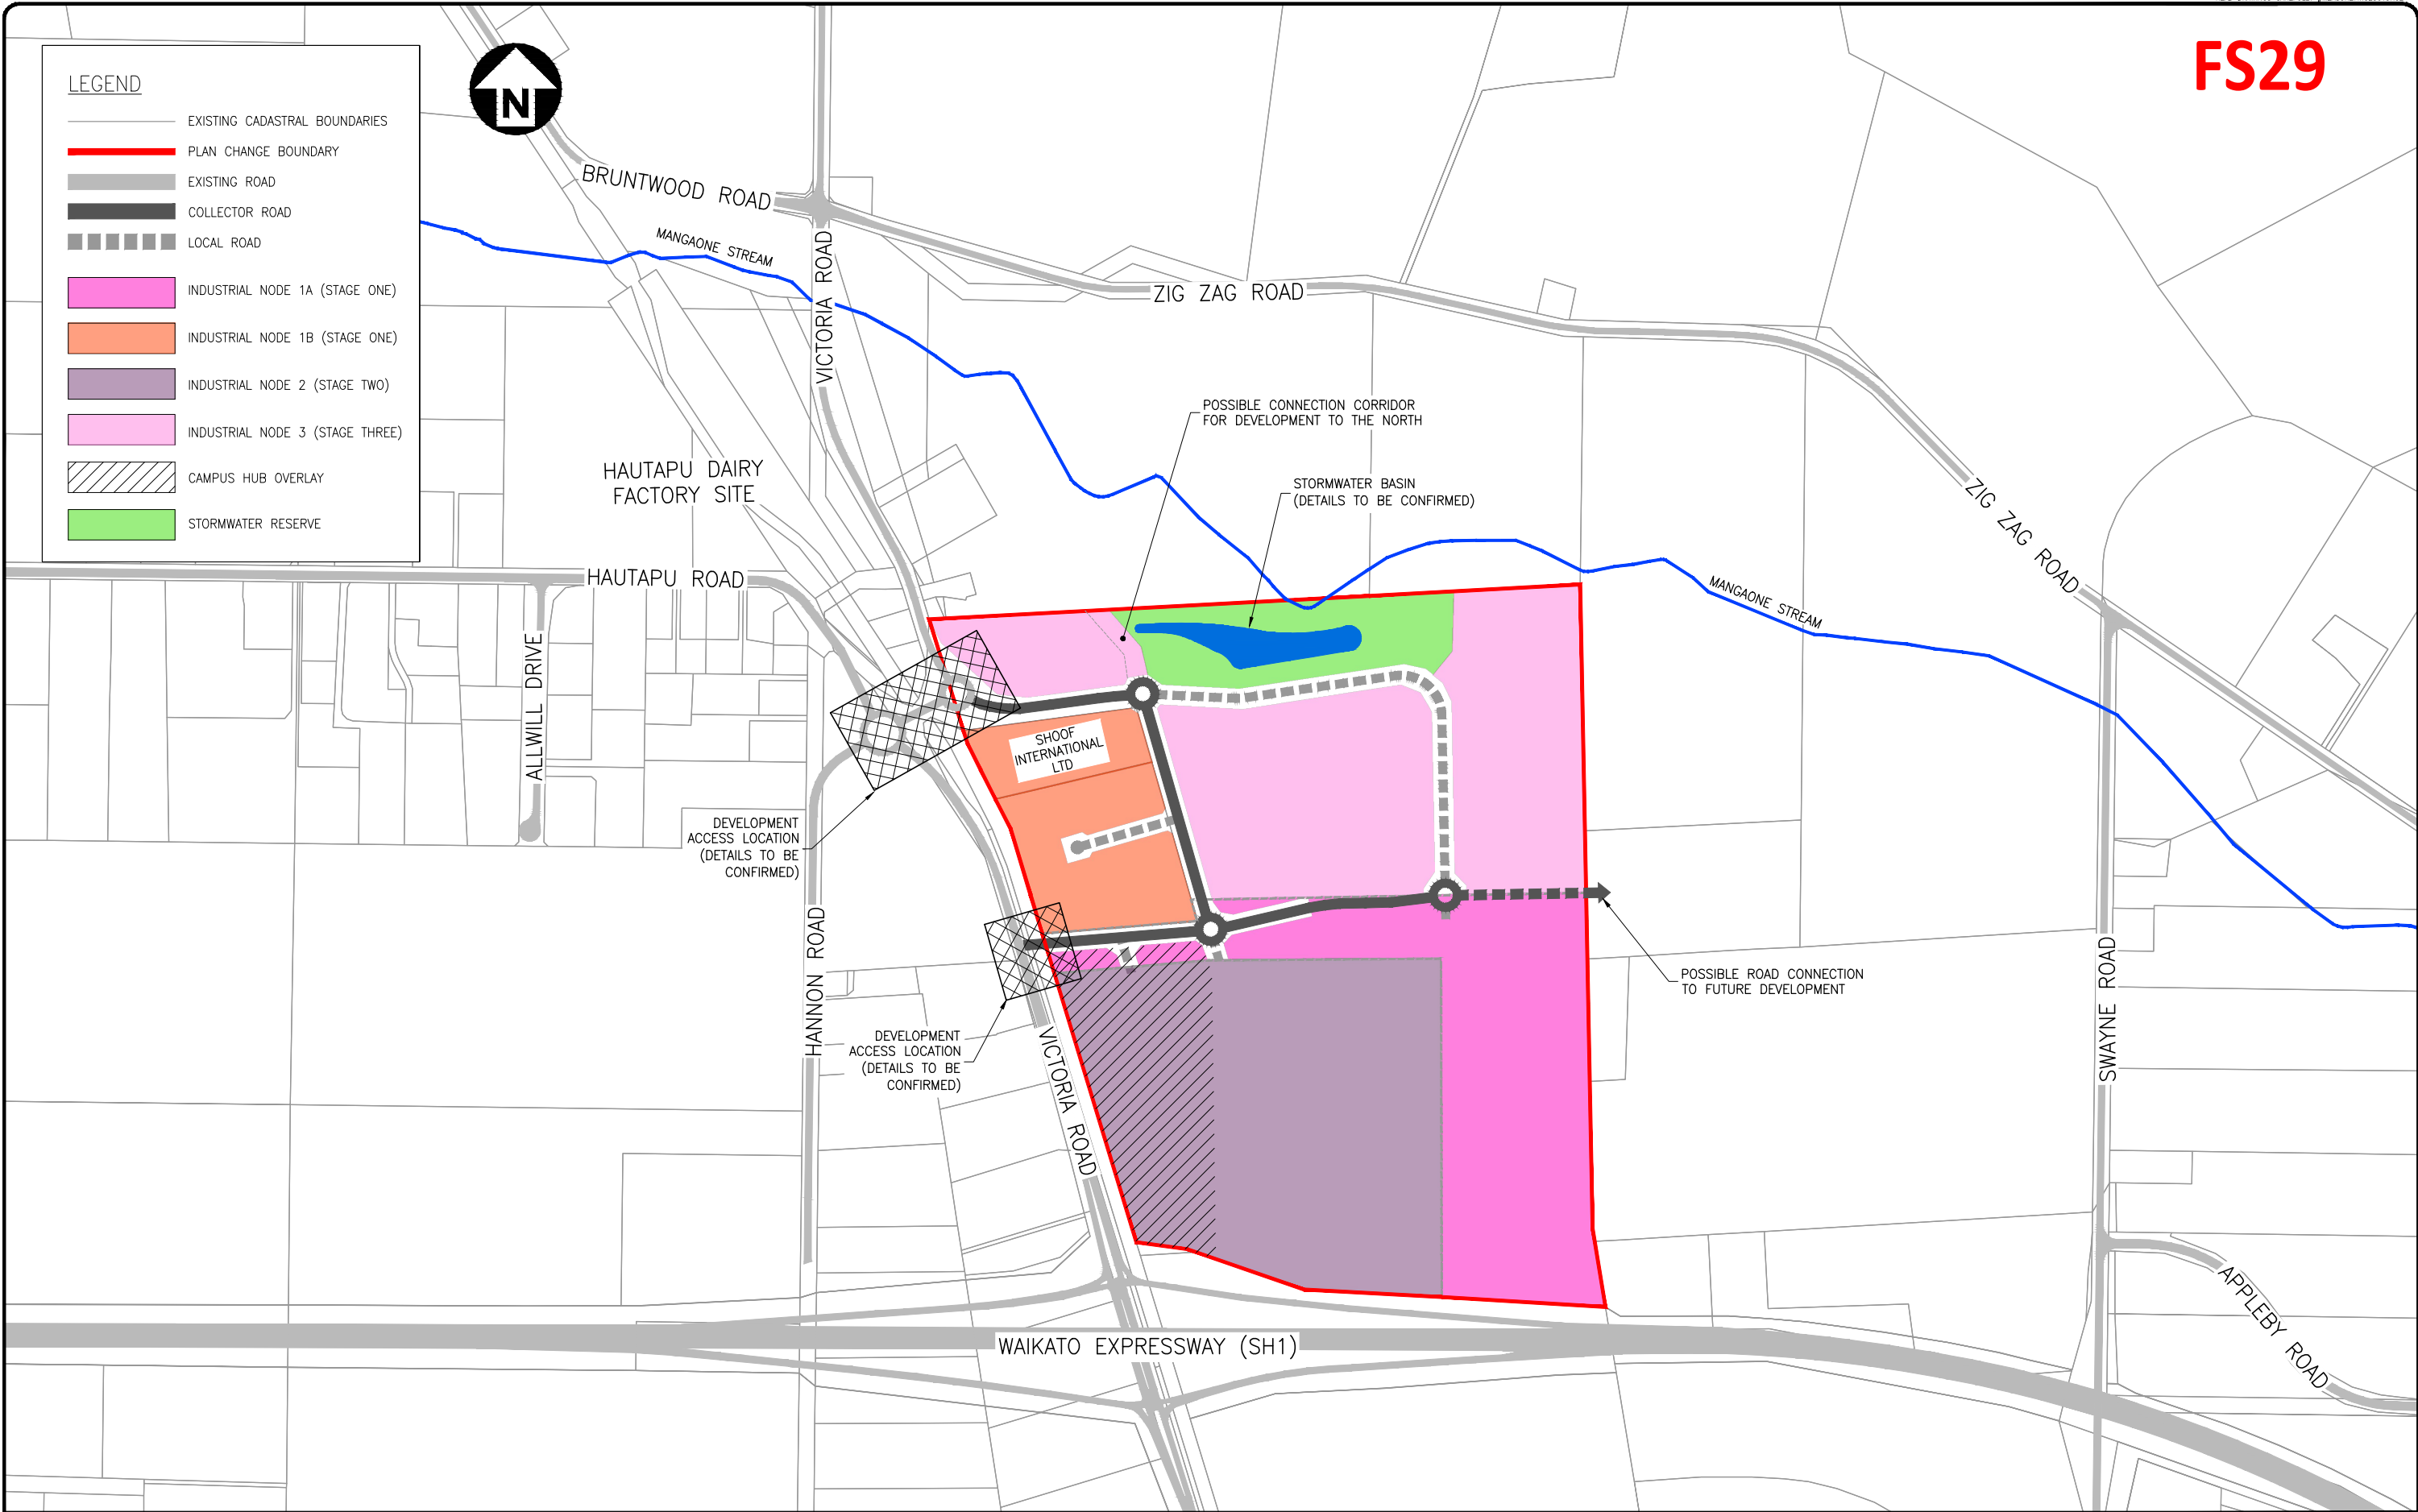 FS29
LEGEND
EXISTING CADASTRAL BOUNDARIES
PLAN CHANGE BOUNDARY
EXISTING ROAD
COLLECTOR ROAD
LOCAL ROAD
INDUSTRIAL NODE 1A (STAGE ONE)
INDUSTRIAL NODE 1B (STAGE ONE)
INDUSTRIAL NODE 2 (STAGE TWO)
INDUSTRIAL NODE 3 (STAGE THREE)
CAMPUS HUB OVERLAY
STORMWATER RESERVE
N
BRUNTWOOD ROAD
MANGAONE STREAM
VICTORIA ROAD
ZIG ZAG ROAD
POSSIBLE CONNECTION CORRIDOR
FOR DEVELOPMENT TO THE NORTH
HAUTAPU DAIRY
FACTORY SITE
STORMWATER BASIN
(DETAILS TO BE CONFIRMED)
ZIG ZAG ROAD
HAUTAPU ROAD
MANGAONE STREAM
ALLWILL DRIVE
SHOOF
INTERNATIONAL
LTD
DEVELOPMENT
ACCESS LOCATION
(DETAILS TO BE
CONFIRMED)
HANNON ROAD
POSSIBLE ROAD CONNECTION
TO FUTURE DEVELOPMENT
SWAYNE ROAD
DEVELOPMENT
ACCESS LOCATION
(DETAILS TO BE
CONFIRMED)
VICTORIA ROAD
APPLEBY ROAD
WAIKATO EXPRESSWAY (SH1)